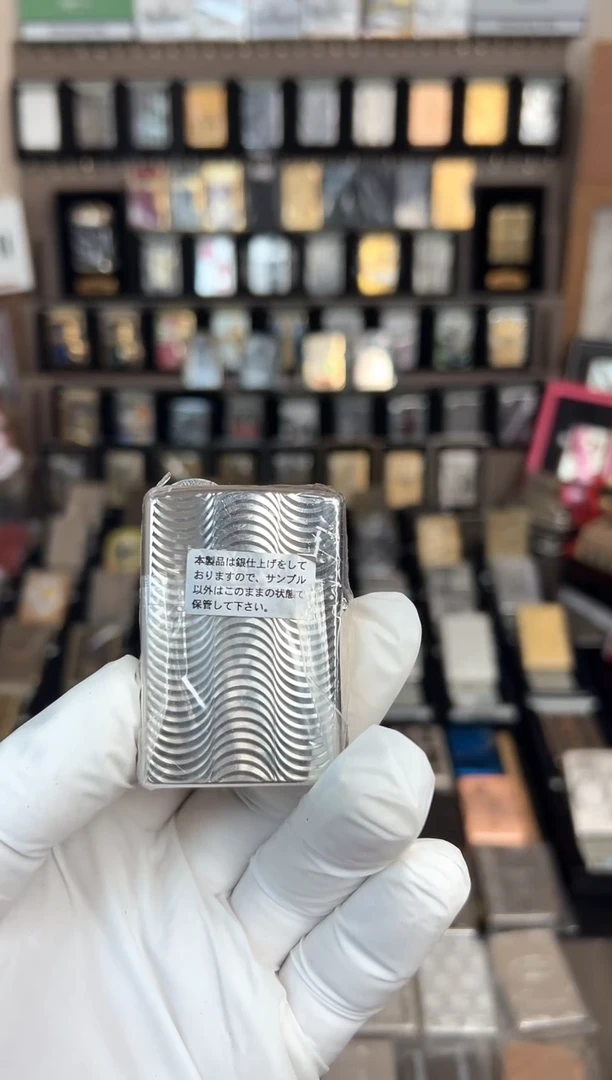 本製品は銀仕上げをして
おりますので、サンプル
以外はこのままの状態で
保管して下さい。